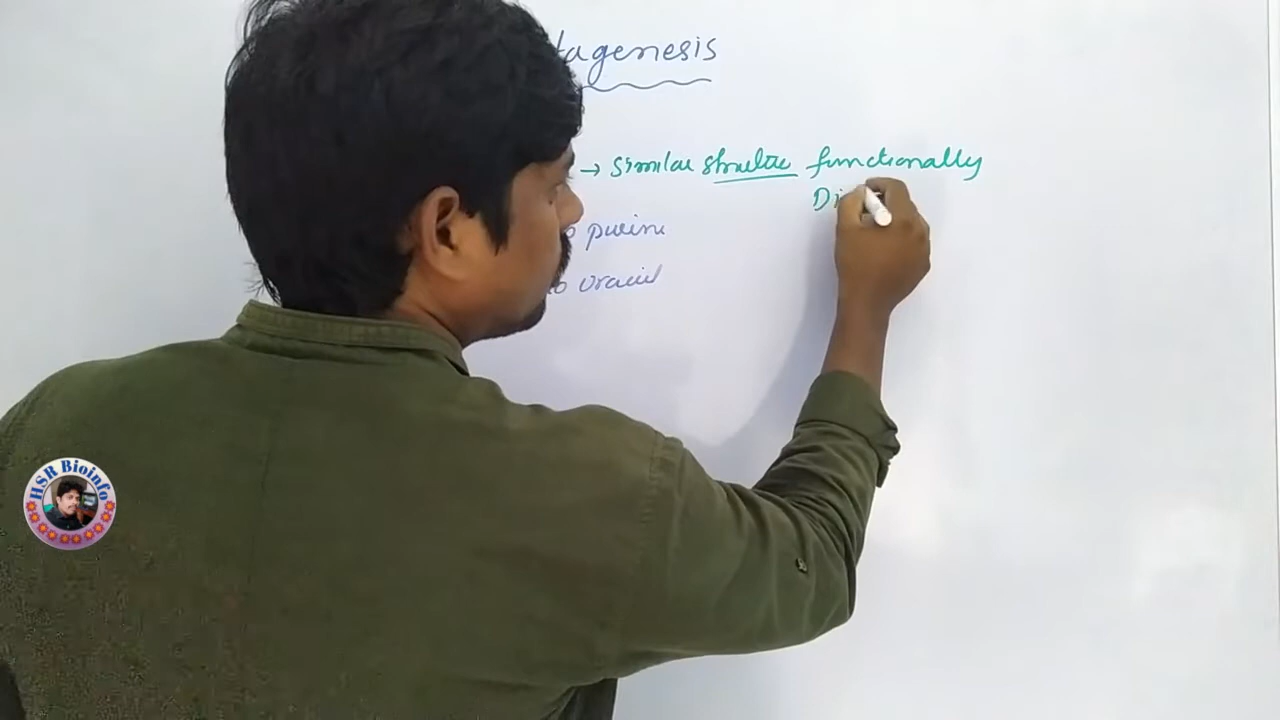 tagenesis
→ similar structure functionally
Di
o purine
o uracil
HSR Bioinfo